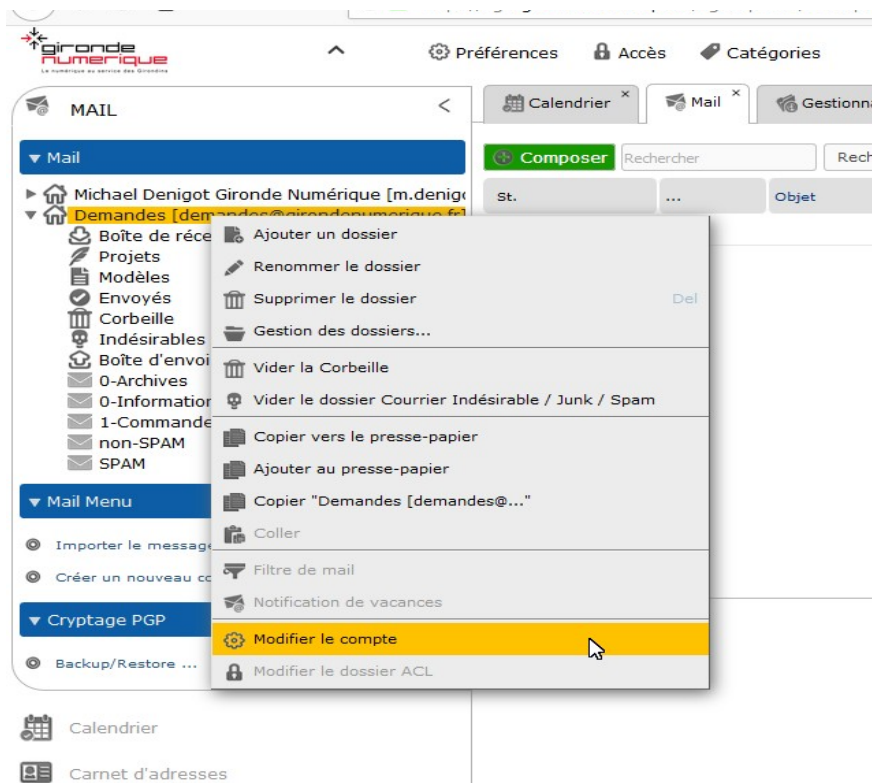 gironde
numerique
Le numérique au service des Girondins
Préférences
Accès
Catégories
MAIL
<
Calendrier ×
Mail ×
Gestionn
Mail
Composer
Rechercher
Rech
Michael Denigot Gironde Numérique [m.denig
St.
...
Objet
Demandes [demandes@girondenumerique.fr]
Boîte de réce
Projets
Modèles
Envoyés
Corbeille
Indésirables
Boîte d'envoi
0-Archives
0-Information
1-Commande
non-SPAM
SPAM
Ajouter un dossier
Renommer le dossier
Supprimer le dossier Del
Gestion des dossiers...
Vider la Corbeille
Vider le dossier Courrier Indésirable / Junk / Spam
Copier vers le presse-papier
Ajouter au presse-papier
Copier "Demandes [demandes@..."
Coller
Filtre de mail
Notification de vacances
Modifier le compte
Modifier le dossier ACL
Mail Menu
Importer le message
Créer un nouveau co
Cryptage PGP
Backup/Restore ...
Calendrier
Carnet d'adresses